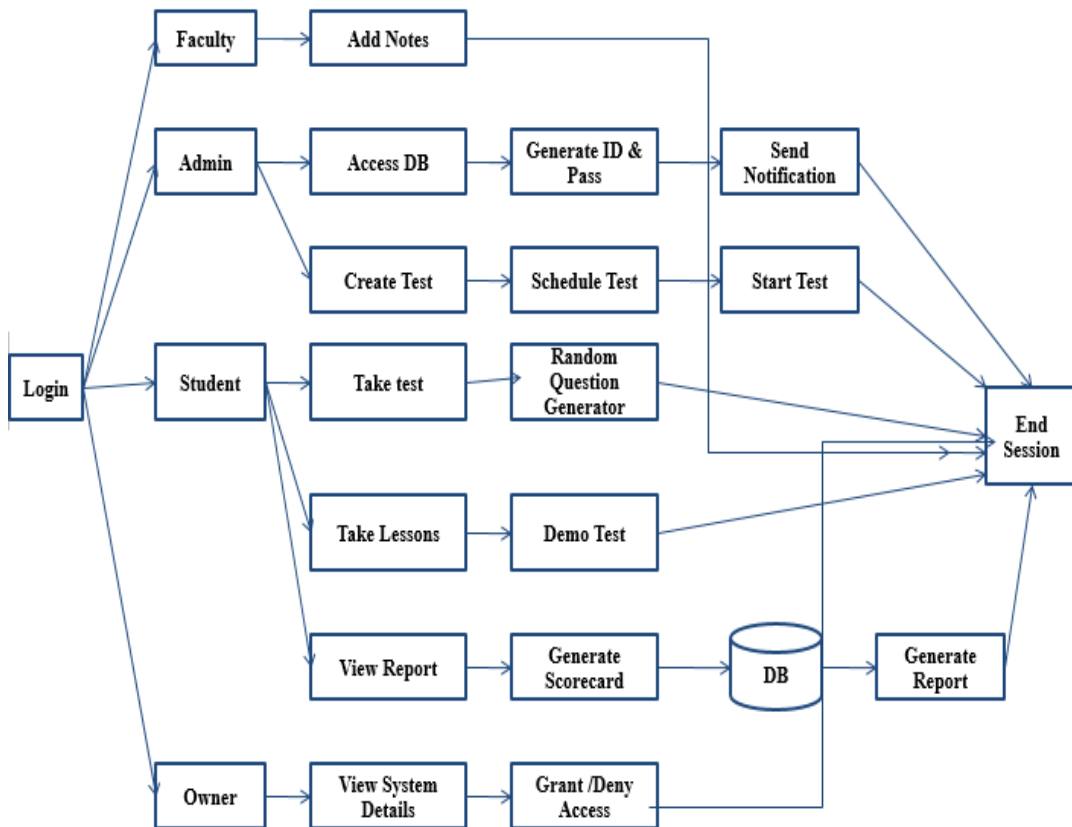 Faculty
Add Notes
Admin
Access DB
Generate ID &
Pass
Send
Notification
Create Test
Schedule Test
Start Test
Login
Student
Take test
Random
Question
Generator
End
Session
Take Lessons
Demo Test
View Report
Generate
Scorecard
DB
Generate
Report
Owner
View System
Details
Grant /Deny
Access